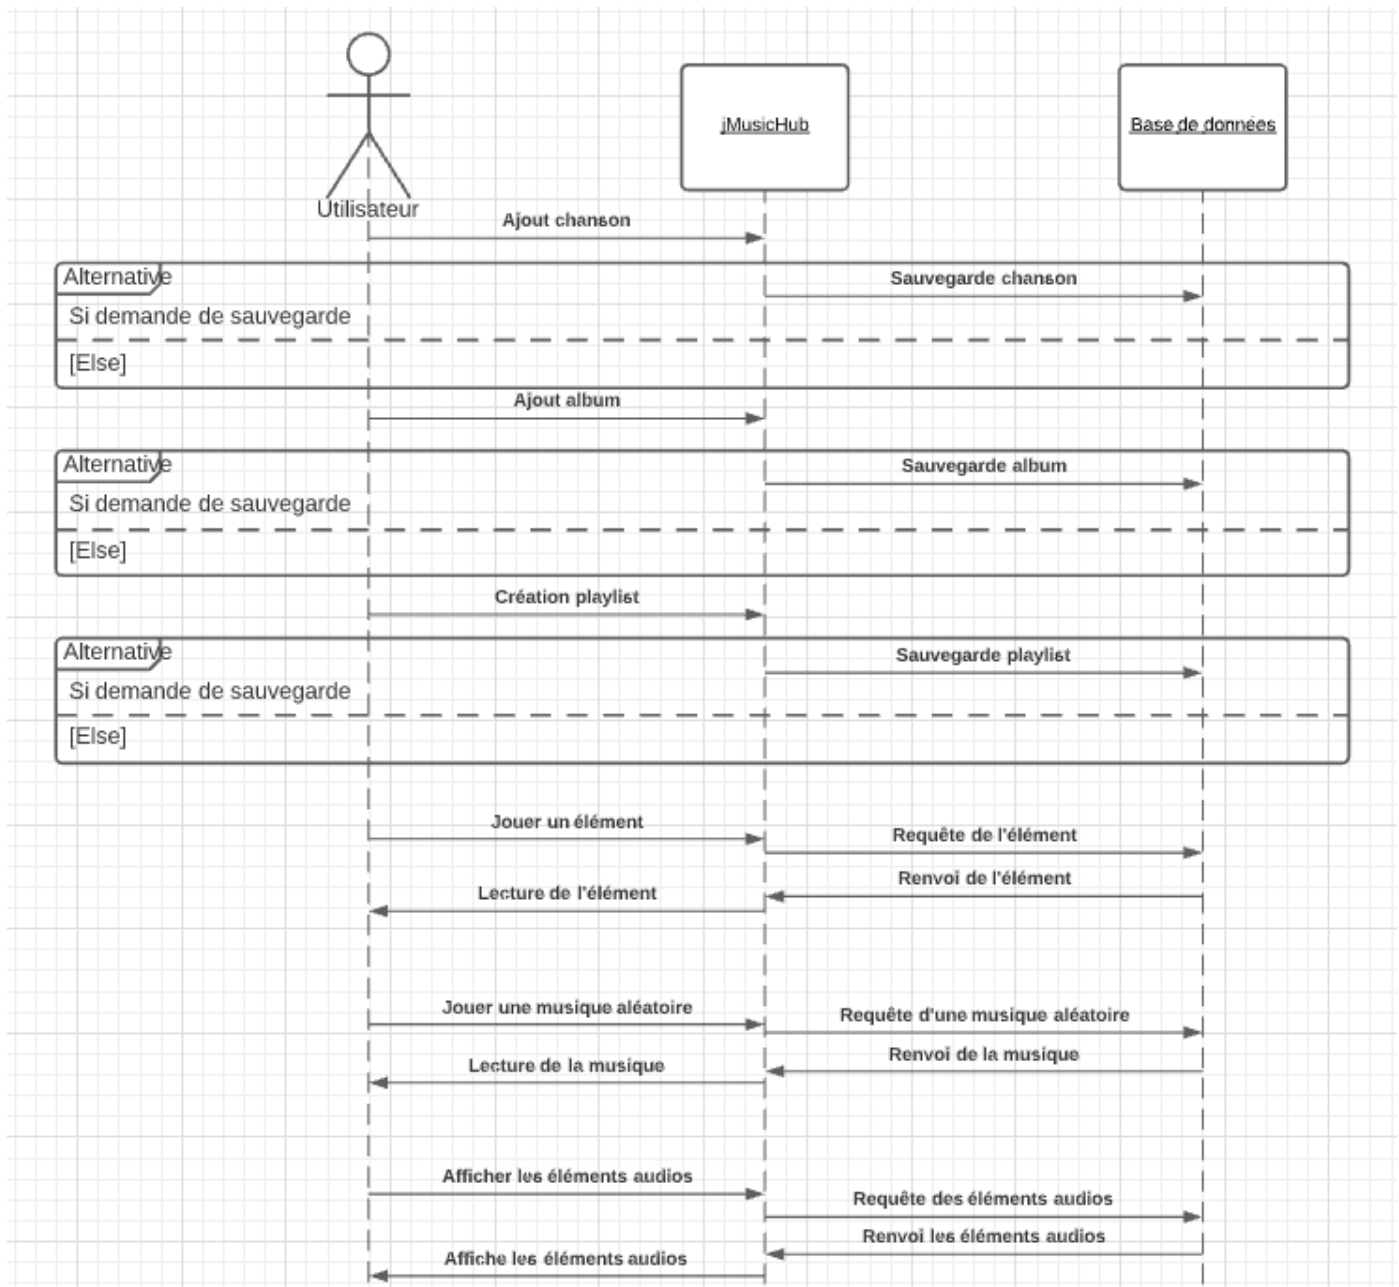 jMusicHub
Base de données
Utilisateur
Ajout chanson
Alternative
Sauvegarde chanson
Si demande de sauvegarde
[Else]
Ajout album
Alternative
Sauvegarde album
Si demande de sauvegarde
[Else]
Création playlist
Alternative
Sauvegarde playlist
Si demande de sauvegarde
[Else]
Jouer un élément
Requête de l'élément
Renvoi de l'élément
Lecture de l'élément
Jouer une musique aléatoire
Requête d'une musique aléatoire
Renvoi de la musique
Lecture de la musique
Afficher les éléments audios
Requête des éléments audios
Renvoi les éléments audios
Affiche les éléments audios